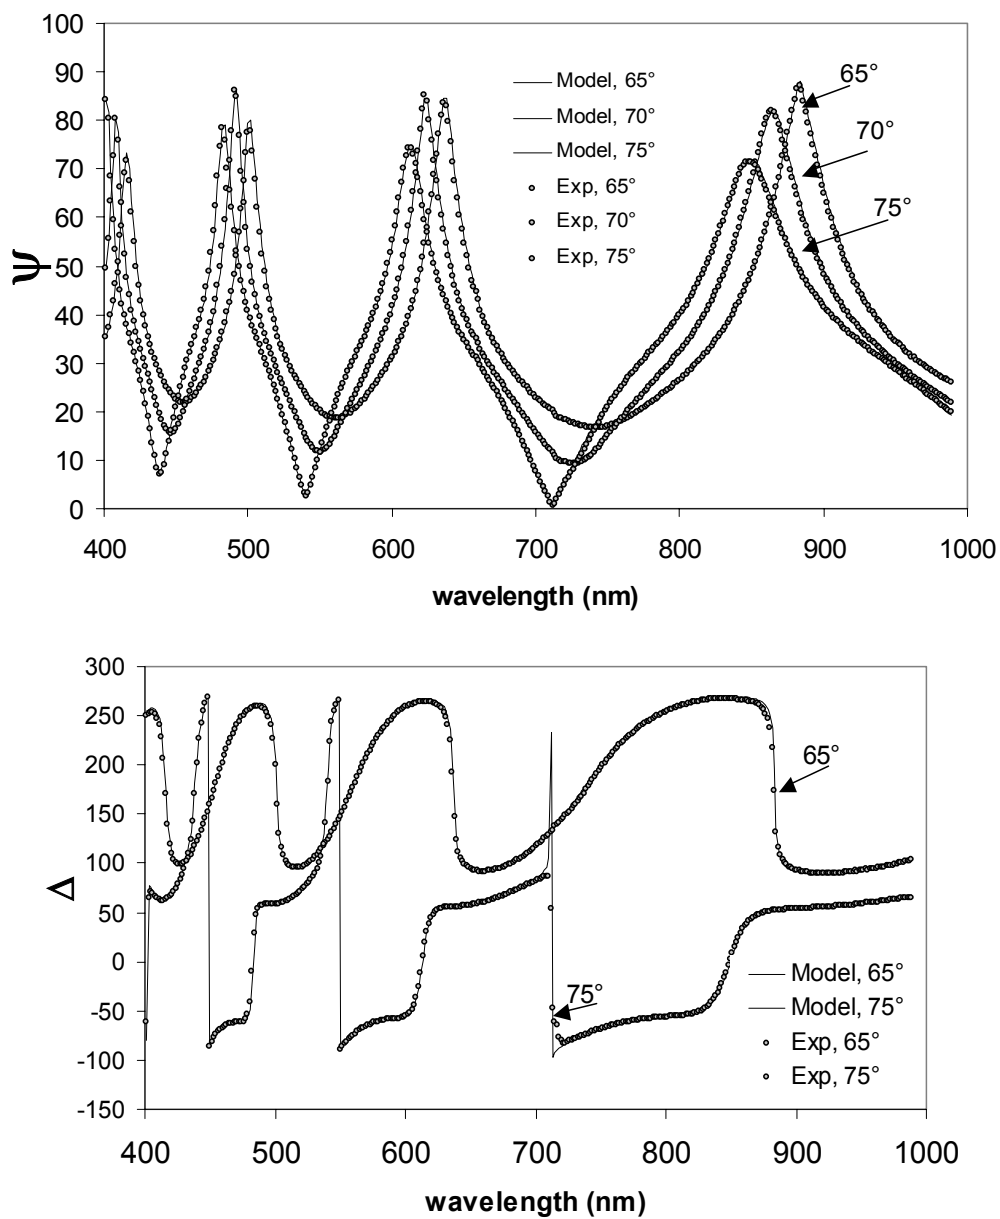 100
90
80
70
60
50
40
30
20
10
0
ψ
Model, 65°
Model, 70°
Model, 75°
Exp, 65°
Exp, 70°
Exp, 75°
65°
70°
75°
400 500 600 700 800 900 1000
wavelength (nm)
300
250
200
150
100
50
0
-50
-100
-150
Δ
65°
75°
Model, 65°
Model, 75°
Exp, 65°
Exp, 75°
400 500 600 700 800 900 1000
wavelength (nm)